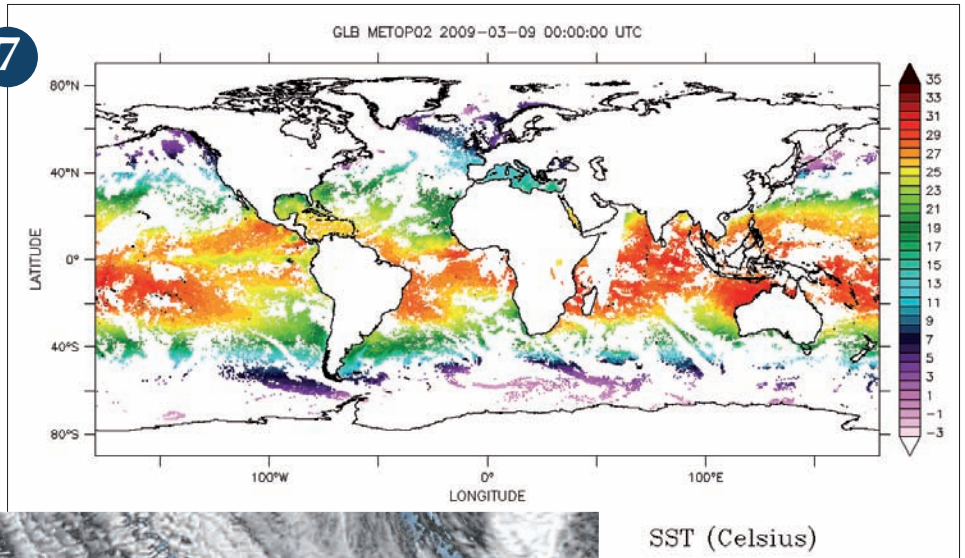 7
GLB METOP02 2009-03-09 00:00:00 UTC
80°N
40°N
0°
40°S
80°S
LATITUDE
100°W
0°
100°E
LONGITUDE
35
33
31
29
27
25
23
21
19
17
15
13
11
9
7
5
3
1
-1
-3
SST (Celsius)